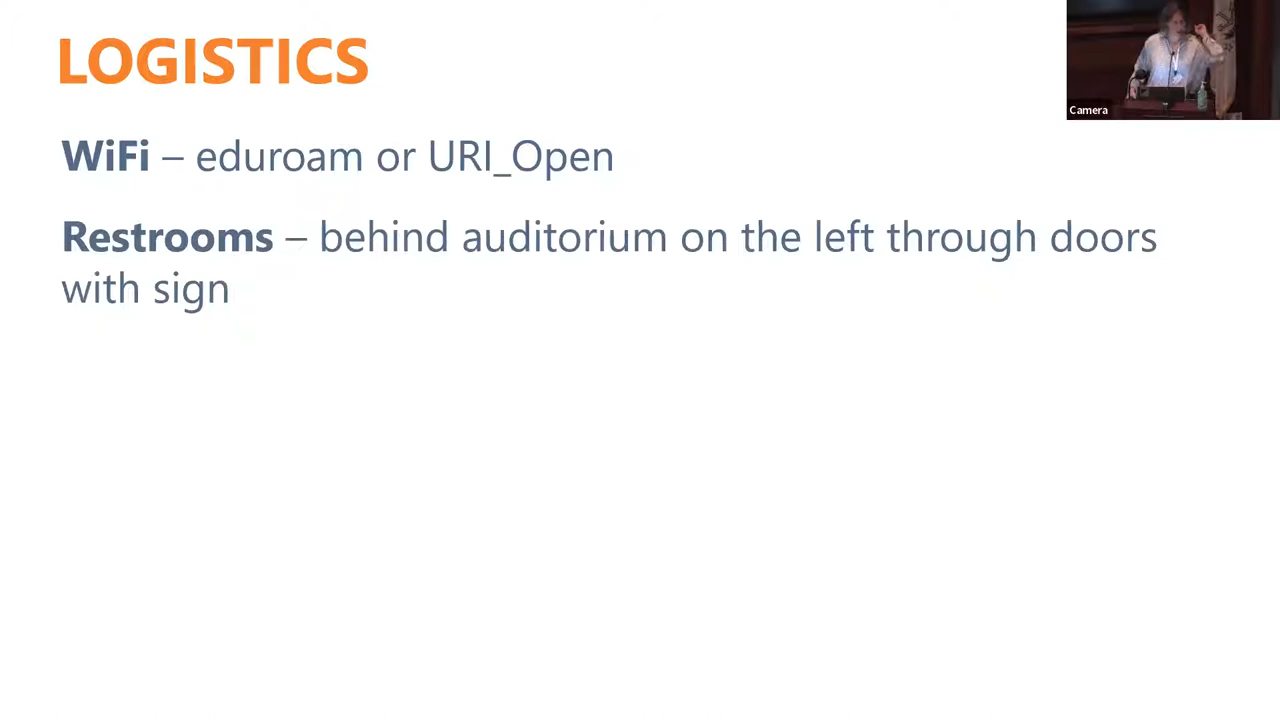 LOGISTICS
WiFi – eduroam or URI_Open
Restrooms – behind auditorium on the left through doors
with sign
Camera